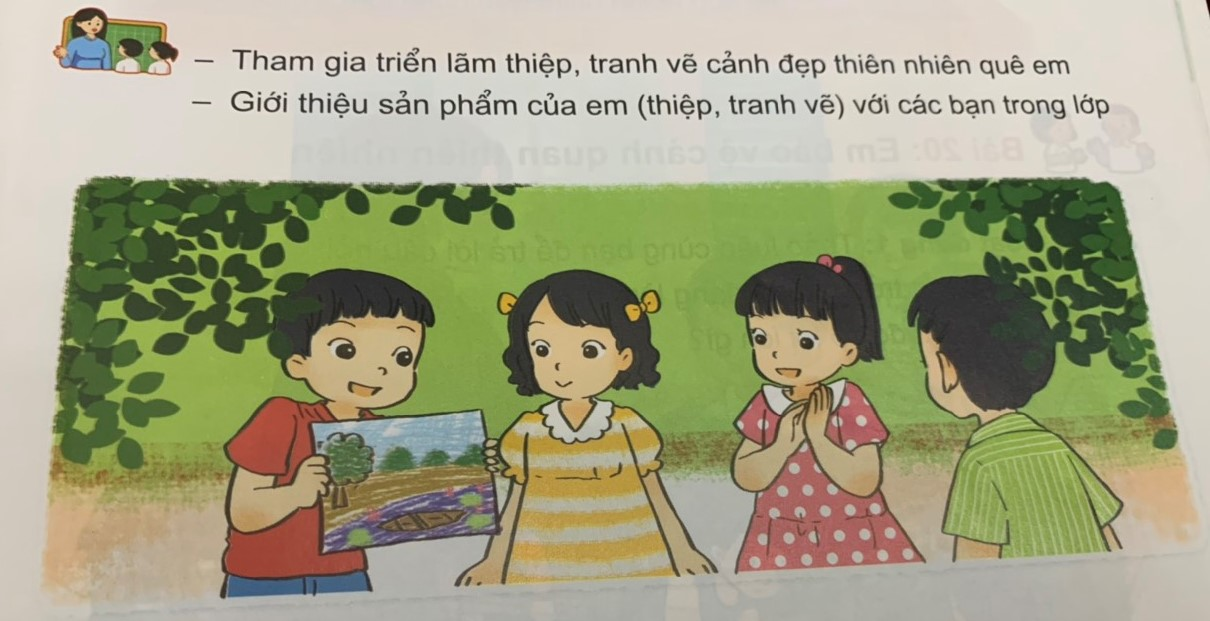 – Tham gia triển lãm thiệp, tranh vẽ cảnh đẹp thiên nhiên quê em
– Giới thiệu sản phẩm của em (thiệp, tranh vẽ) với các bạn trong lớp